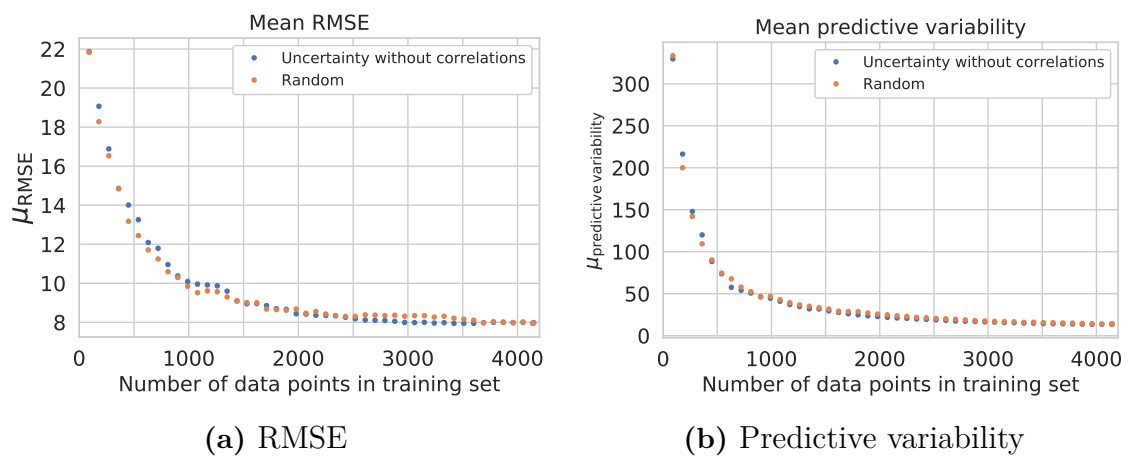 Mean RMSE
22
20
18
16
14
12
10
8
μRMSE
Uncertainty without correlations
Random
0 1000 2000 3000 4000
Number of data points in training set
(a) RMSE
Mean predictive variability
300
250
200
150
100
50
0
μpredictive variability
Uncertainty without correlations
Random
0 1000 2000 3000 4000
Number of data points in training set
(b) Predictive variability